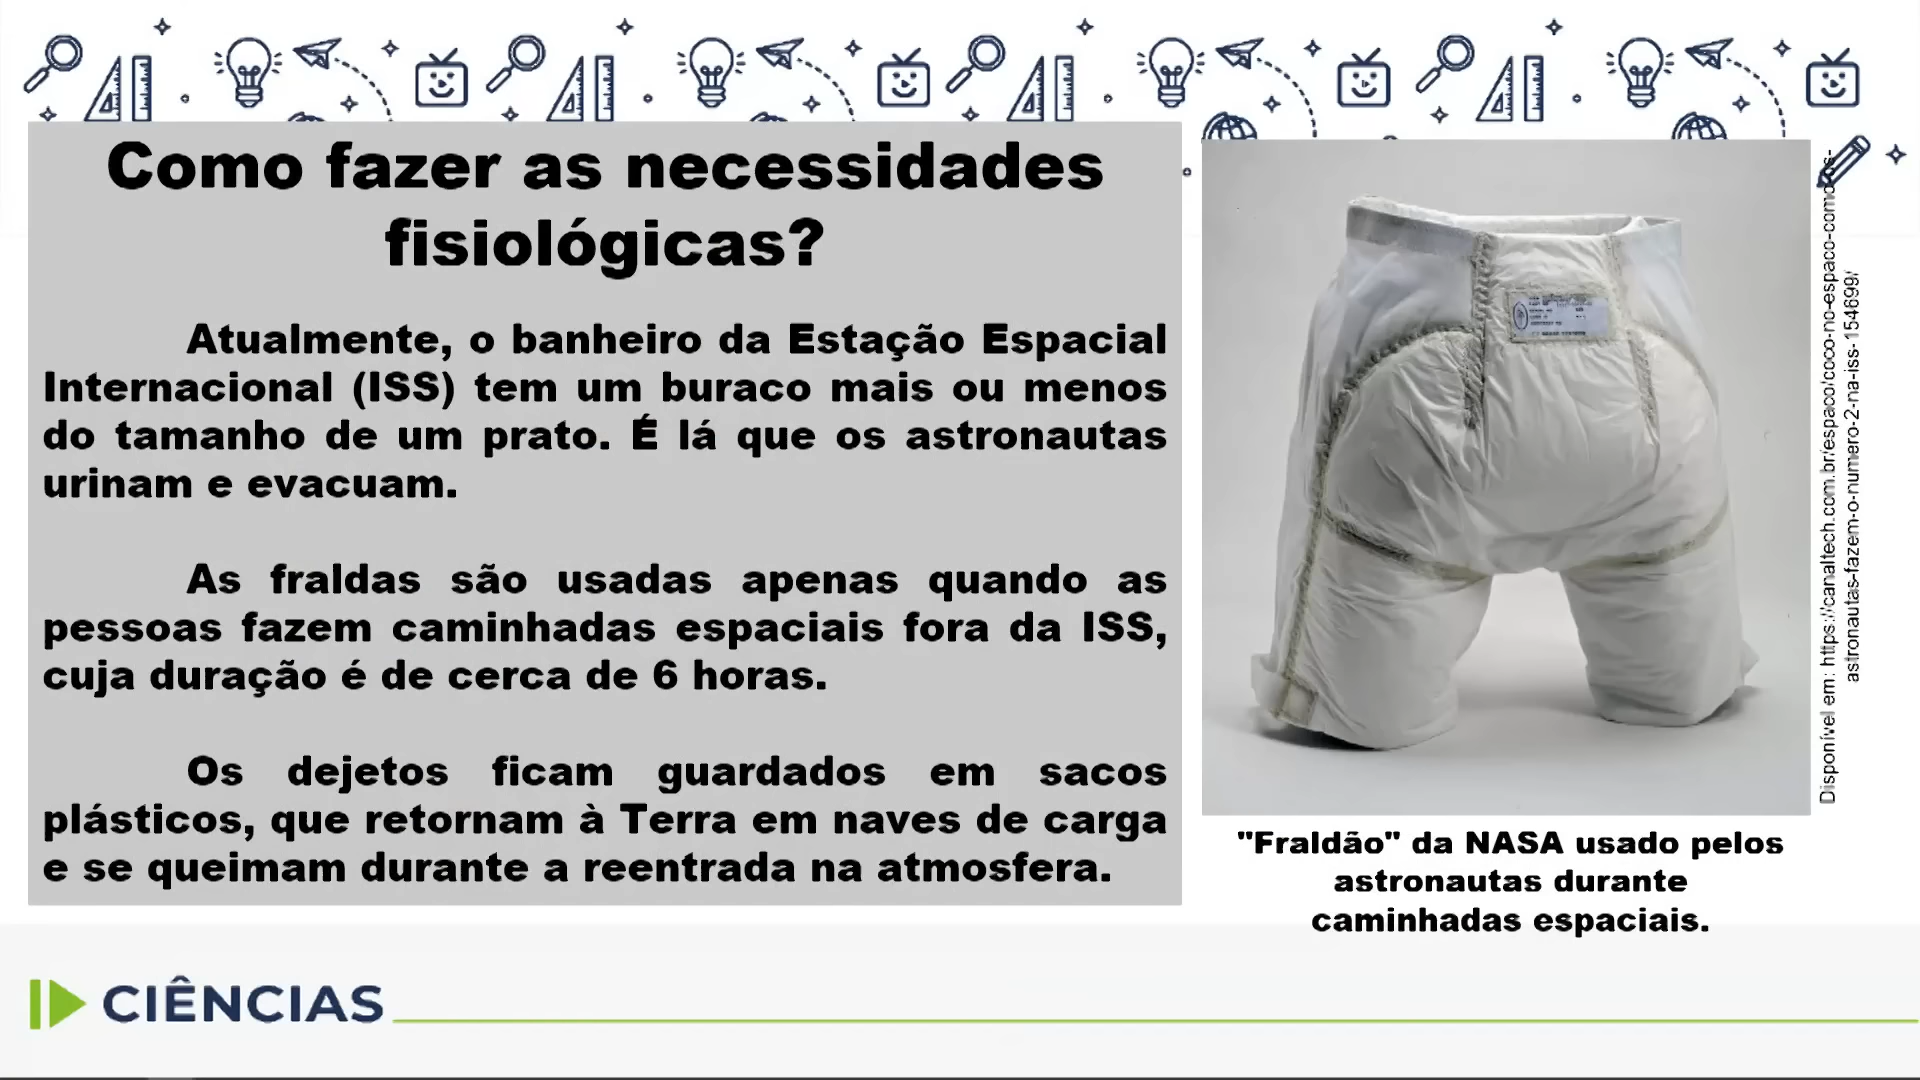 Como fazer as necessidades
fisiológicas?
Atualmente, o banheiro da Estação Espacial
Internacional (ISS) tem um buraco mais ou menos
do tamanho de um prato. É lá que os astronautas
urinam e evacuam.
As fraldas são usadas apenas quando as
pessoas fazem caminhadas espaciais fora da ISS,
cuja duração é de cerca de 6 horas.
Os dejetos ficam guardados em sacos
plásticos, que retornam à Terra em naves de carga
e se queimam durante a reentrada na atmosfera.
Disponível em: https://canaltech.com.br/espaco/coco-no-espaco-como-os-
astronautas-fazem-o-numero-2-na-iss-154699/
"Fraldão" da NASA usado pelos
astronautas durante
caminhadas espaciais.
CIÊNCIAS